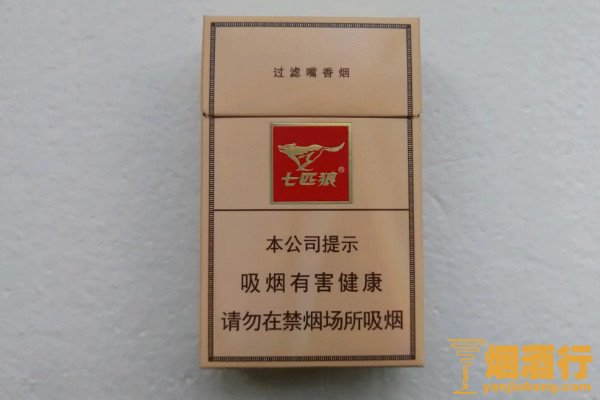 过滤嘴香烟
七匹狼®
本公司提示
吸烟有害健康
请勿在禁烟场所吸烟
烟酒行
yanjiuhang.com